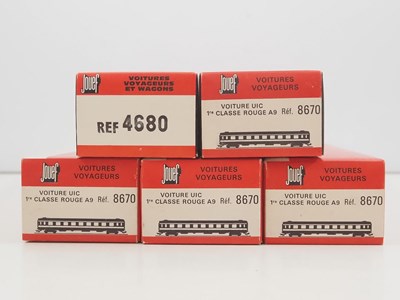 Jouef
VOITURES
VOYAGEURS
ET WAGONS
REF 4680
Jouef
VOITURES
VOYAGEURS
VOITURE UIC
1re CLASSE ROUGE A9 Réf. 8670
Jouef
VOITURES
VOYAGEURS
VOITURE UIC
1re CLASSE ROUGE A9 Réf. 8670
Jouef
VOITURES
VOYAGEURS
VOITURE UIC
1re CLASSE ROUGE A9 Réf. 8670
Jouef
VOITURES
VOYAGEURS
VOITURE UIC
1re CLASSE ROUGE A9 Réf. 8670